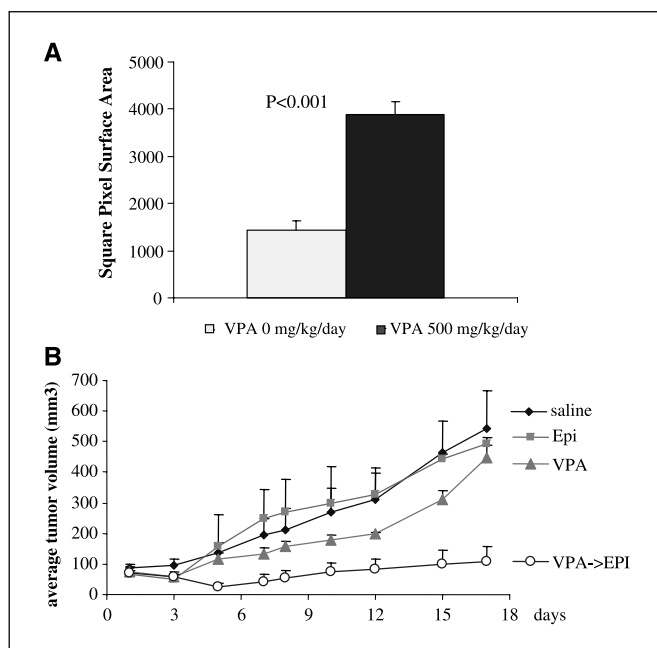 A
Square Pixel Surface Area
5000
4000
3000
2000
1000
0
P<0.001
VPA 0 mg/kg/day VPA 500 mg/kg/day
B
average tumor volume (mm3)
700
600
500
400
300
200
100
0
0 3 6 9 12 15 18 days
saline
Epi
VPA
VPA->EPI